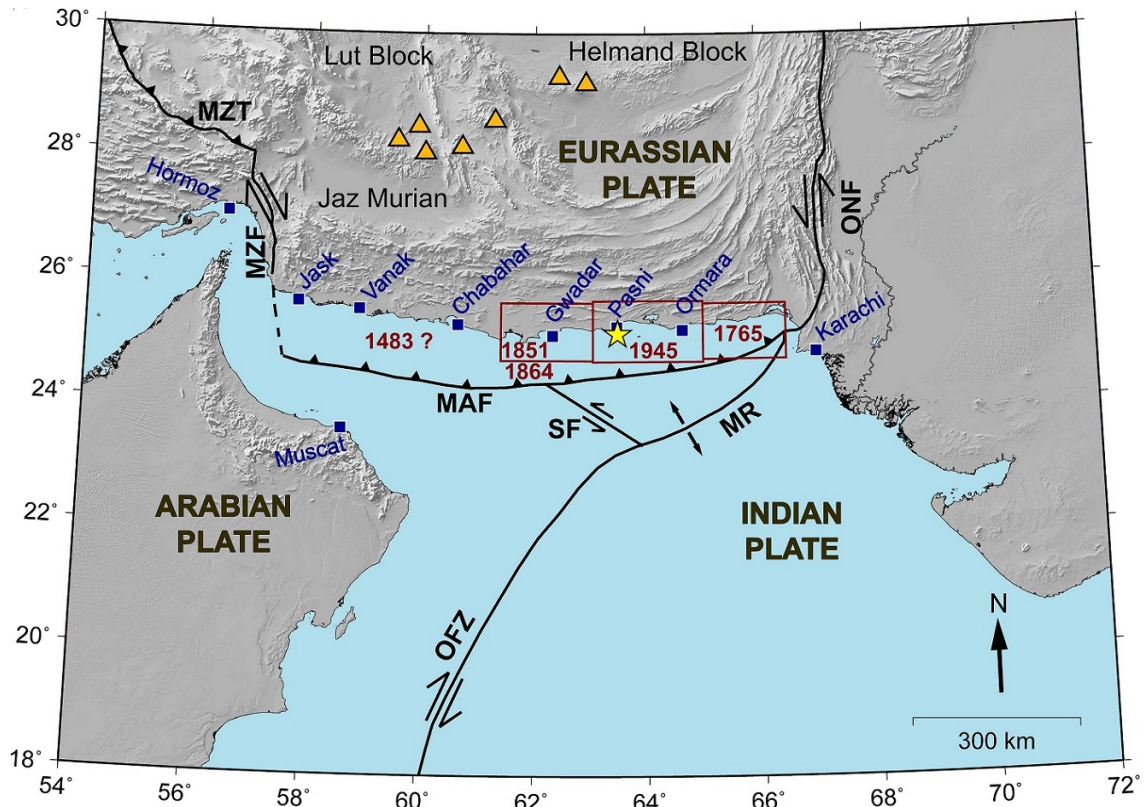 30°
28°
26°
24°
22°
20°
18°
54°
56°
58°
60°
62°
64°
66°
68°
70°
72°
Lut Block
Helmand Block
MZT
EURASSIAN
PLATE
Hormoz
Jaz Murian
ONF
MZF
Jask
Vanak
Chabahar
Gwadar
Pasni
Ormara
Karachi
1483 ?
1851
1864
1945
1765
MAF
SF
MR
Muscat
ARABIAN
PLATE
INDIAN
PLATE
OFZ
N
300 km